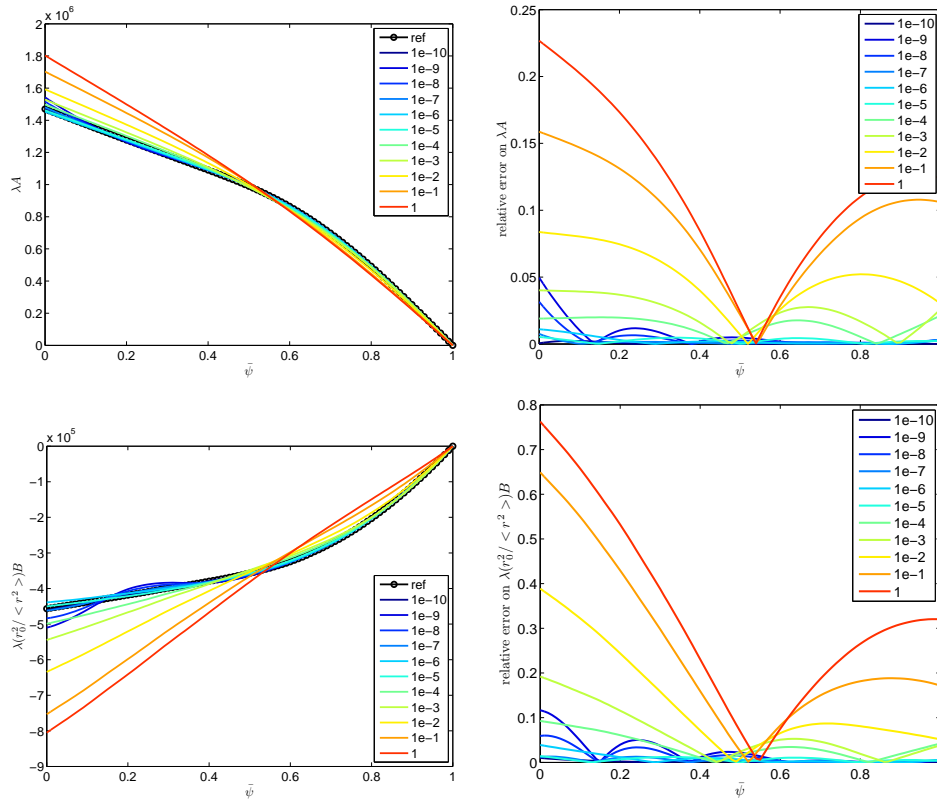 x 10^6
2
1.8
1.6
1.4
1.2
1
0.8
0.6
0.4
0.2
0
0
0.2
0.4
0.6
0.8
1
λA
ψ̄
ref
1e−10
1e−9
1e−8
1e−7
1e−6
1e−5
1e−4
1e−3
1e−2
1e−1
1
0.25
0.2
0.15
0.1
0.05
0
0
0.2
0.4
0.6
0.8
relative error on λA
ψ̄
1e−10
1e−9
1e−8
1e−7
1e−6
1e−5
1e−4
1e−3
1e−2
1e−1
1
x 10^5
0
−1
−2
−3
−4
−5
−6
−7
−8
−9
0
0.2
0.4
0.6
0.8
1
λ(r_0^2/ < r^2 >)B
ψ̄
ref
1e−10
1e−9
1e−8
1e−7
1e−6
1e−5
1e−4
1e−3
1e−2
1e−1
1
0.8
0.7
0.6
0.5
0.4
0.3
0.2
0.1
0
0
0.2
0.4
0.6
0.8
relative error on λ(r_0^2/ < r^2 >)B
ψ̄
1e−10
1e−9
1e−8
1e−7
1e−6
1e−5
1e−4
1e−3
1e−2
1e−1
1